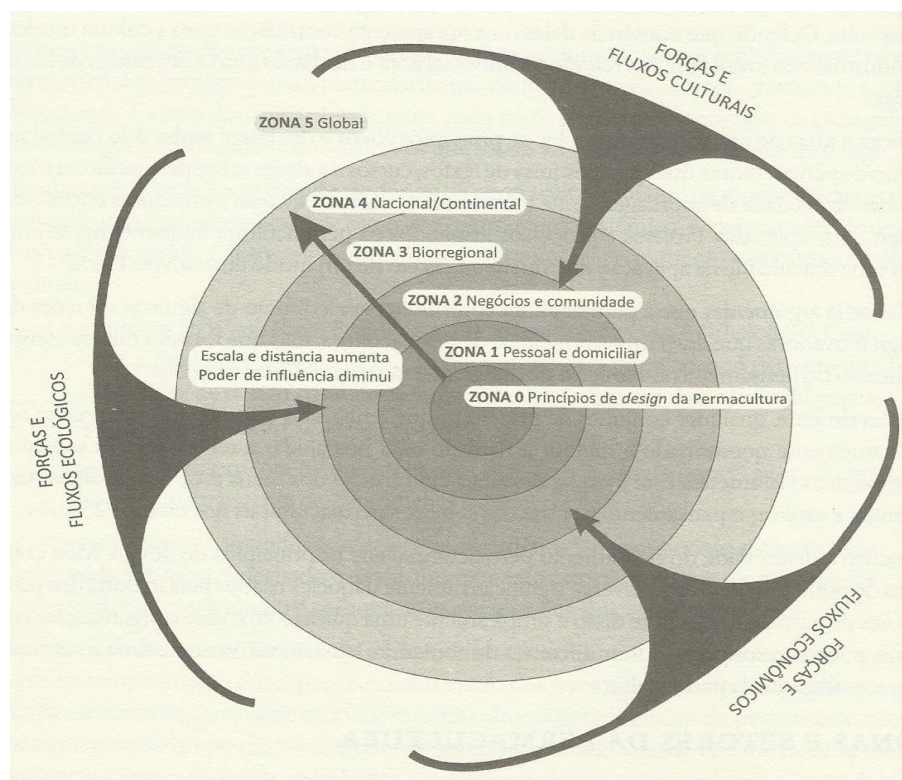 FORÇAS E
FLUXOS CULTURAIS
ZONA 5 Global
ZONA 4 Nacional/Continental
ZONA 3 Biorregional
ZONA 2 Negócios e comunidade
ZONA 1 Pessoal e domiciliar
Escala e distância aumenta
Poder de influência diminui
ZONA 0 Princípios de design da Permacultura
FORÇAS E
FLUXOS ECOLÓGICOS
FORÇAS E
FLUXOS ECONÔMICOS